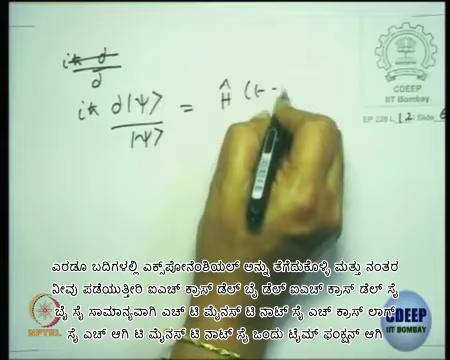 iħ d
d
iħ d|ψ>
|ψ>
= Ĥ (t -
CDEEP
IIT Bombay
EP 228 L 12 Slide 6
ಎರಡೂ ಬದಿಗಳಲ್ಲಿ ಎಕ್ಸ್‌ಪೋನೆಂಶಿಯಲ್ ಅನ್ನು ತೆಗೆದುಕೊಳ್ಳಿ ಮತ್ತು ನಂತರ
ನೀವು ಪಡೆಯುತ್ತೀರಿ ಐಎಚ್ ಕ್ರಾಸ್ ಡೆಲ್ ಬೈ ಡೆಲ್ ಐಎಚ್ ಕ್ರಾಸ್ ಡೆಲ್ ಸೈ
ಬೈ ಸೈ ಸಾಮಾನ್ಯವಾಗಿ ಎಚ್ ಟಿ ಮೈನಸ್ ಟಿ ನಾಟ್ ಸೈ ಎಚ್ ಕ್ರಾಸ್ ಲಾಗ್
ಸೈ ಎಚ್ ಆಗಿ ಟಿ ಮೈನಸ್ ಟಿ ನಾಟ್ ಸೈ ಒಂದು ಟೈಮ್ ಫಂಕ್ಷನ್ ಆಗಿ
NPTEL
CDEEP
IIT BOMBAY